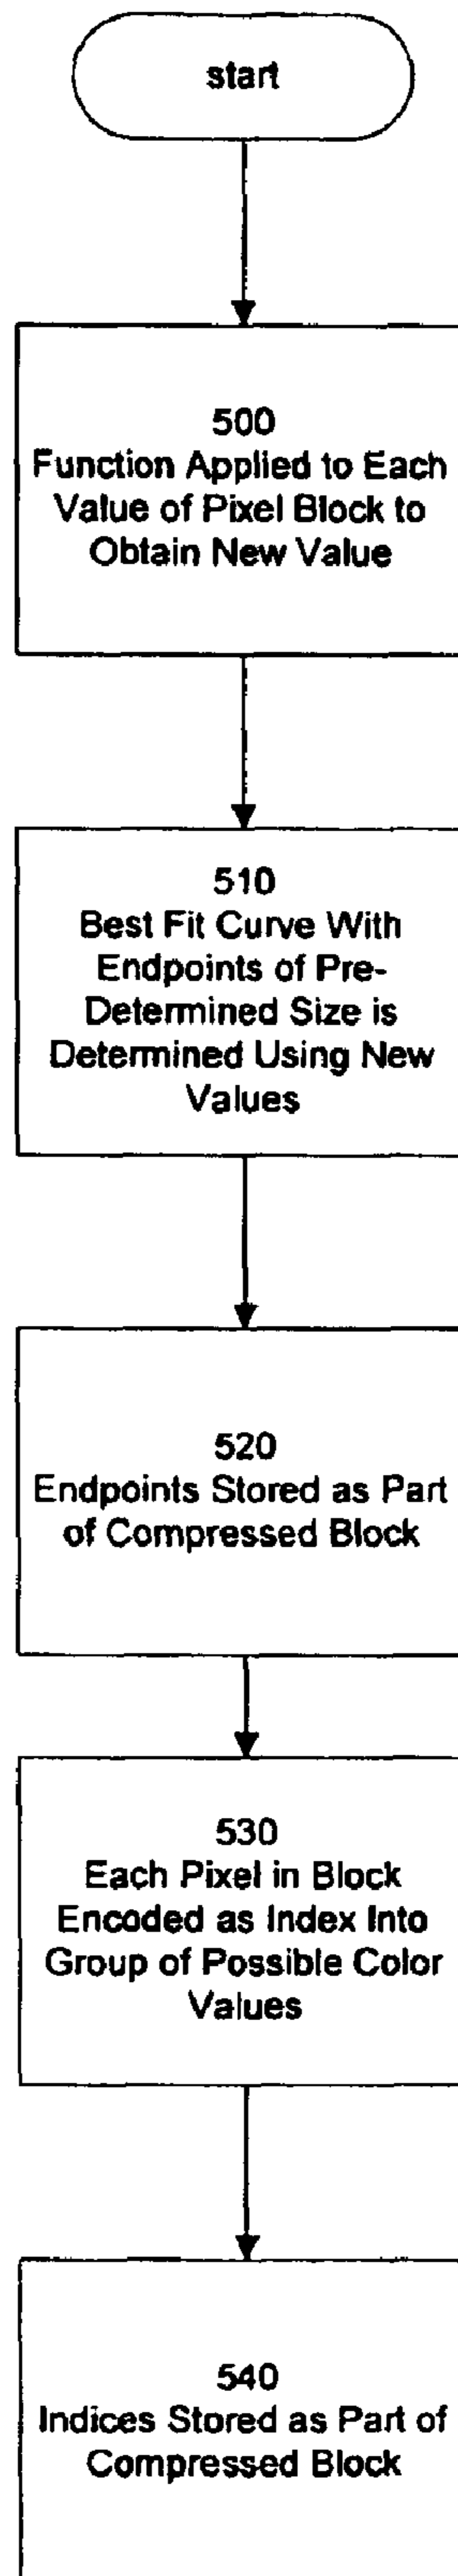 start
500
Function Applied to Each
Value of Pixel Block to
Obtain New Value
510
Best Fit Curve With
Endpoints of Pre-
Determined Size is
Determined Using New
Values
520
Endpoints Stored as Part
of Compressed Block
530
Each Pixel in Block
Encoded as Index Into
Group of Possible Color
Values
540
Indices Stored as Part of
Compressed Block